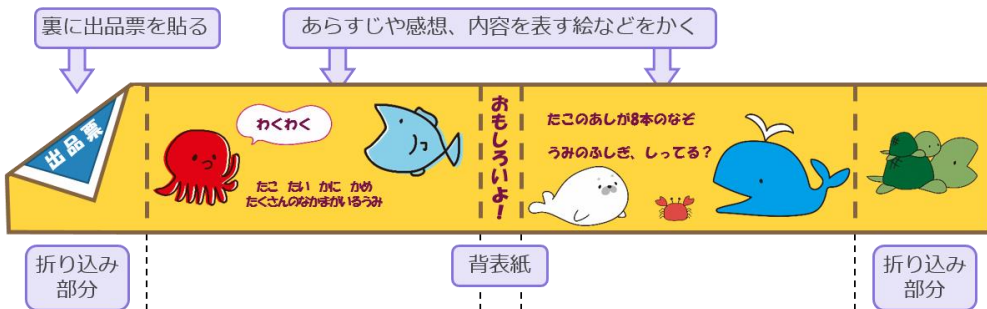 裏に出品票を貼る
あらすじや感想、内容を表す絵などをかく
出品票
わくわく
たこ たい かに かめ
たくさんのなかまがいるうみ
おもしろいよ!
たこのあしが8本のなぞ
うみのふしぎ、しってる?
折り込み
部分
背表紙
折り込み
部分